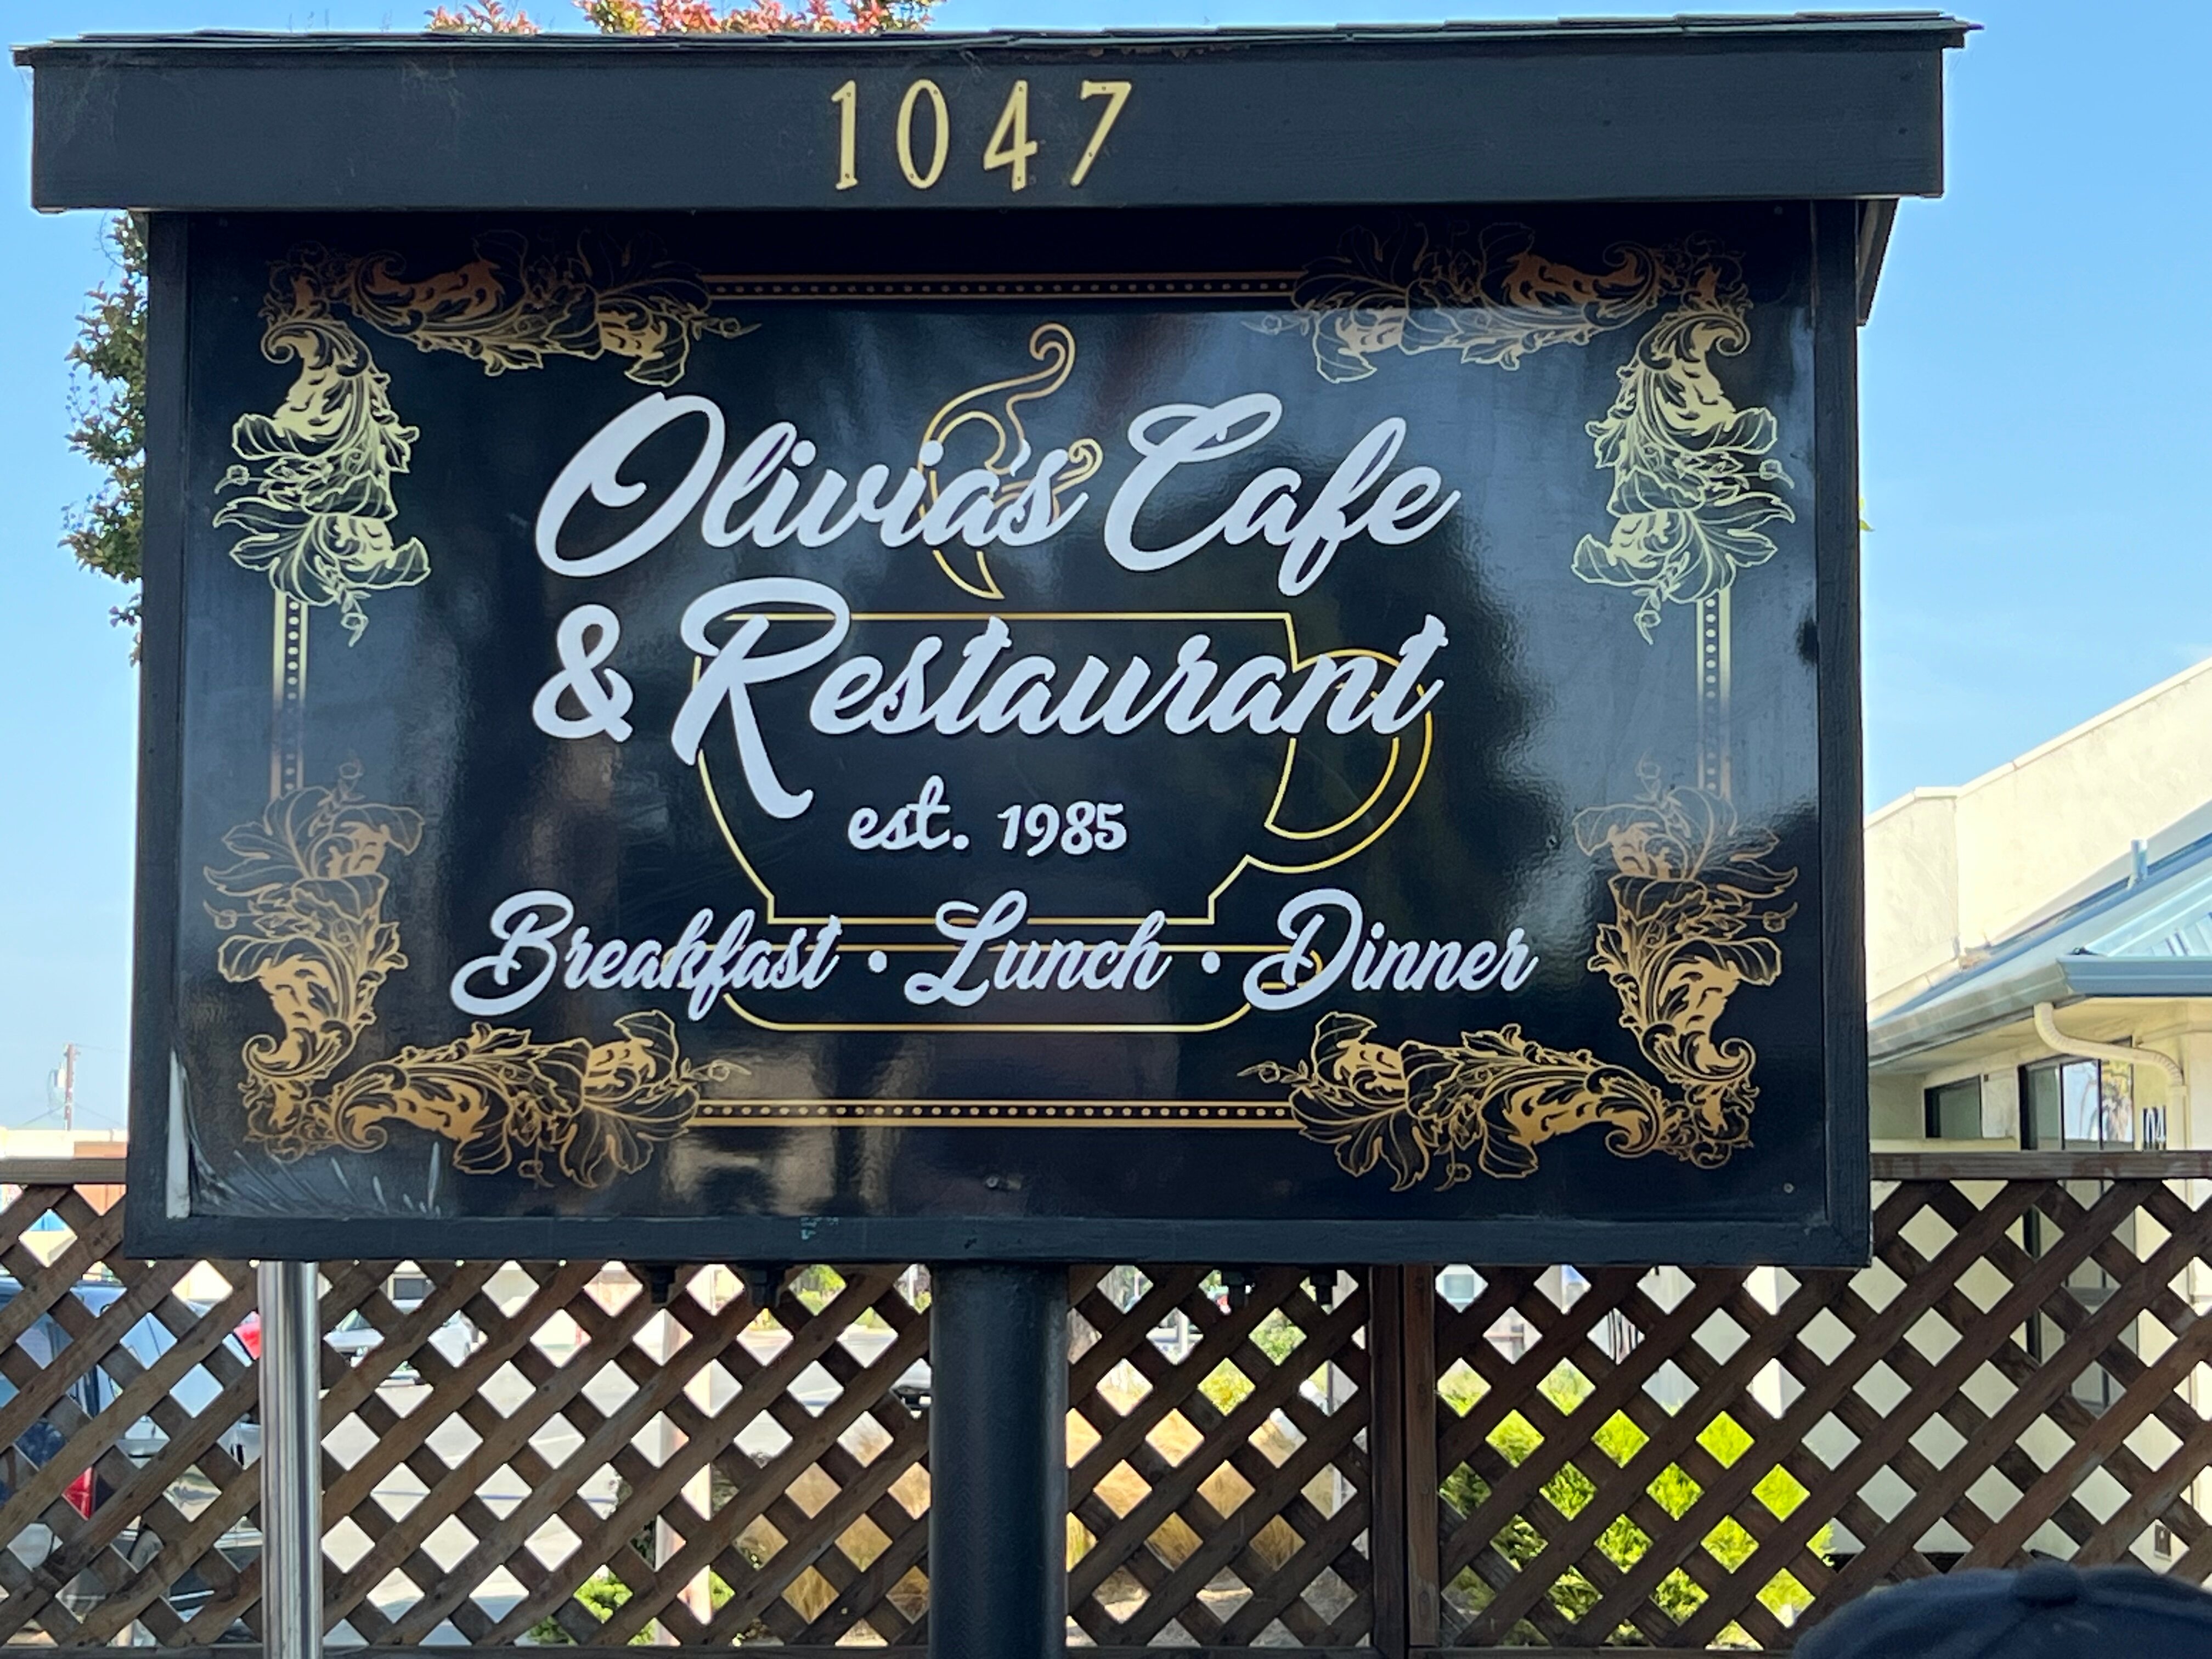 1047
Olivia's Cafe
& Restaurant
est. 1985
Breakfast • Lunch • Dinner